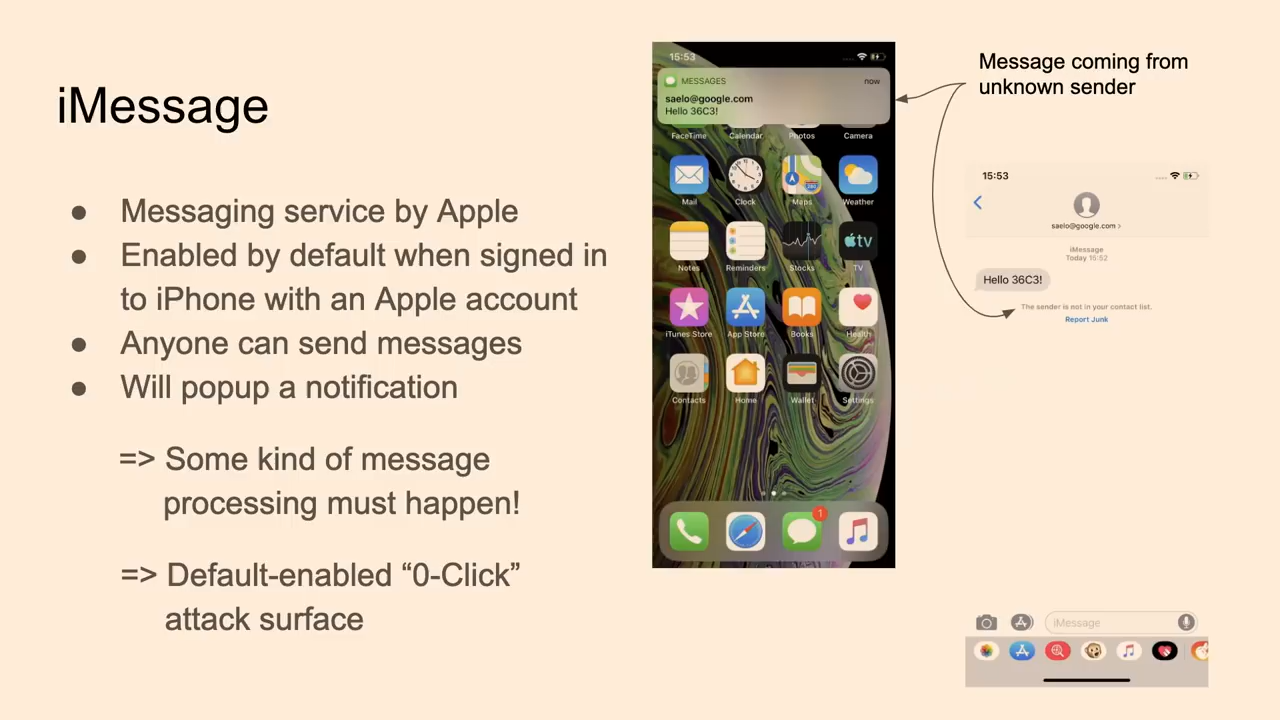 iMessage
● Messaging service by Apple
● Enabled by default when signed in
to iPhone with an Apple account
● Anyone can send messages
● Will popup a notification
=> Some kind of message
processing must happen!
=> Default-enabled “0-Click”
attack surface
15:53
MESSAGES
now
saelo@google.com
Hello 36C3!
FaceTime Calendar Photos Camera
Mail Clock Maps Weather
tv
Notes Reminders Stocks TV
iTunes Store App Store Books Health
Contacts Home Wallet Settings
1
Message coming from
unknown sender
15:53
saelo@google.com >
iMessage
Today 15:52
Hello 36C3!
The sender is not in your contact list.
Report Junk
iMessage